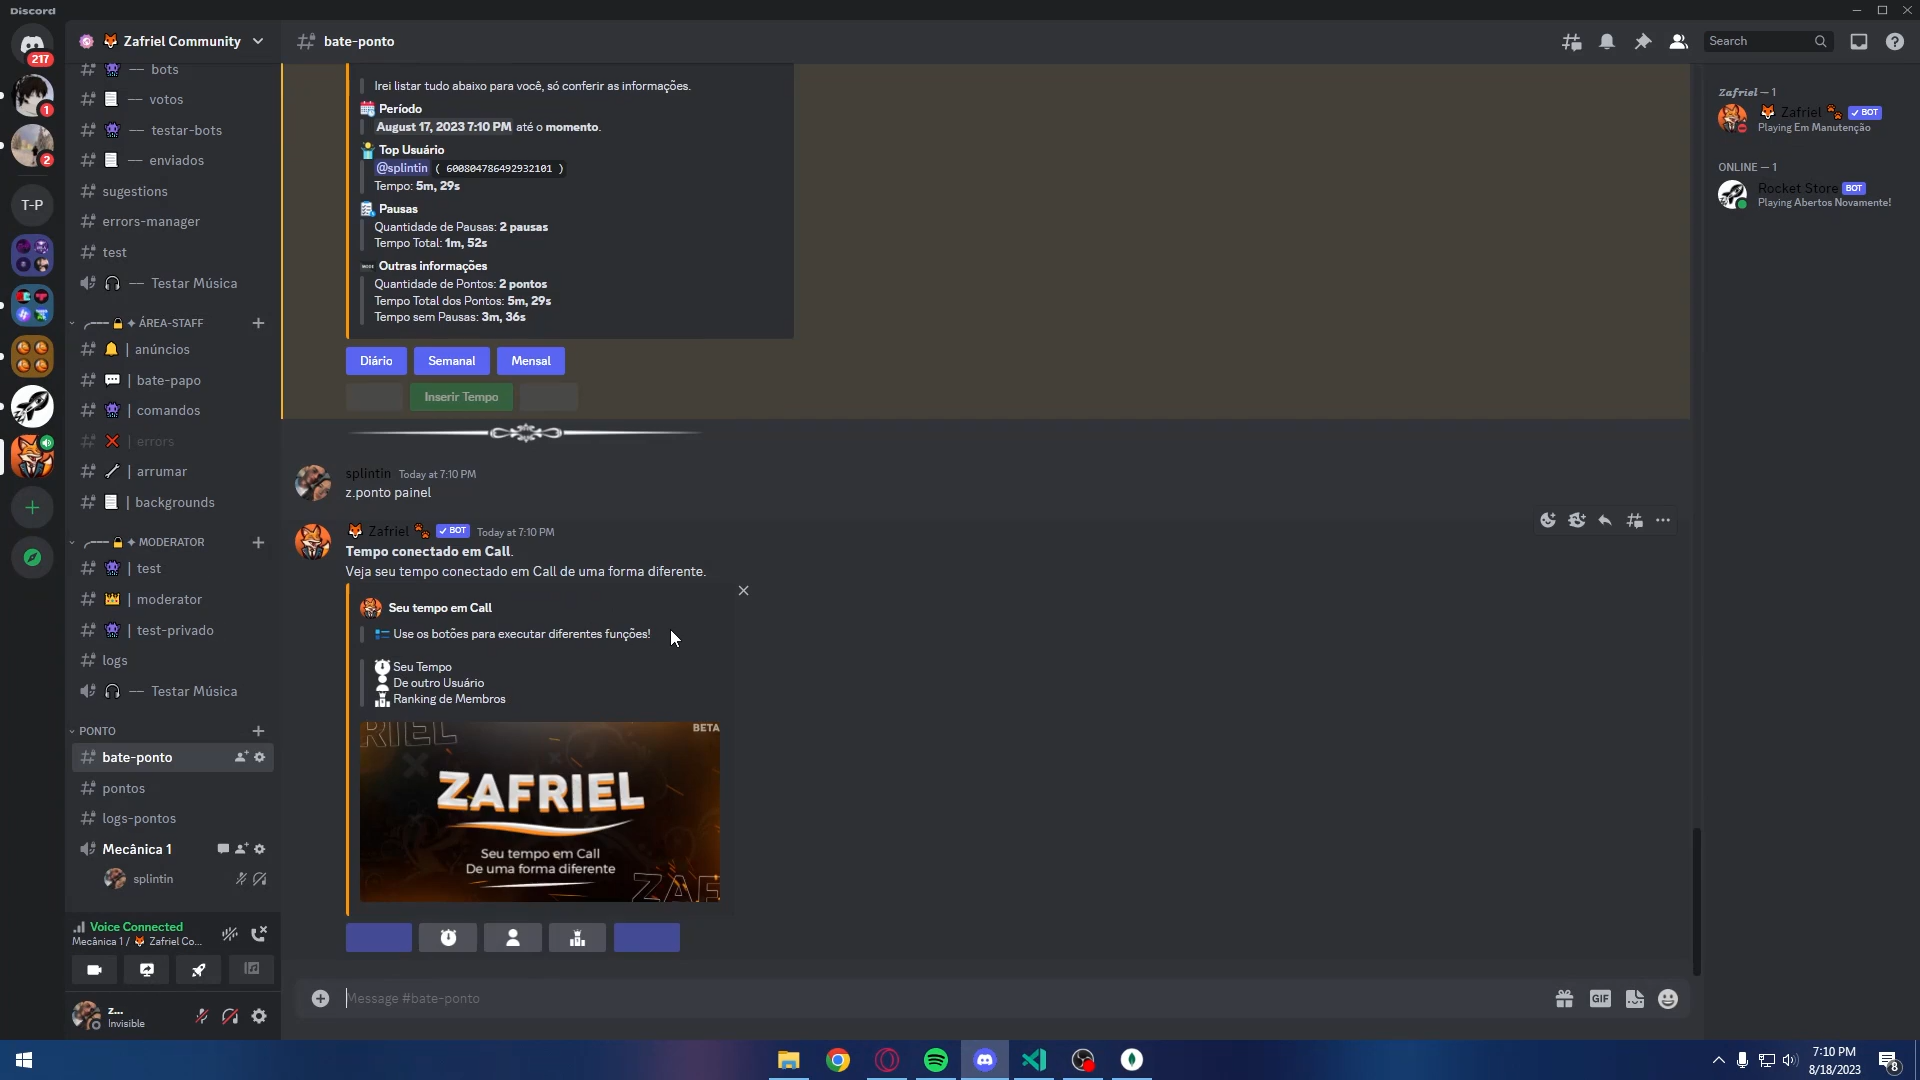 Discord
217
1
2
T-P
Zafriel Community
bots
votos
testar-bots
enviados
sugestions
errors-manager
test
Testar Música
ÁREA-STAFF
| anúncios
| bate-papo
| comandos
| errors
| arrumar
| backgrounds
MODERATOR
| test
| moderator
| test-privado
logs
Testar Música
PONTO
bate-ponto
pontos
logs-pontos
Mecânica 1
splintin
Voice Connected
Mecânica 1 / Zafriel Co...
z...
Invisible
bate-ponto
Search
Irei listar tudo abaixo para você, só conferir as informações.
Período
August 17, 2023 7:10 PM até o momento.
Top Usuário
@splintin ( 600804786492932101 )
Tempo: 5m, 29s
Pausas
Quantidade de Pausas: 2 pausas
Tempo Total: 1m, 52s
Outras informações
Quantidade de Pontos: 2 pontos
Tempo Total dos Pontos: 5m, 29s
Tempo sem Pausas: 3m, 36s
Diário Semanal Mensal
Inserir Tempo
splintin Today at 7:10 PM
z.ponto painel
Zafriel BOT Today at 7:10 PM
Tempo conectado em Call.
Veja seu tempo conectado em Call de uma forma diferente.
Seu tempo em Call
Use os botões para executar diferentes funções!
Seu Tempo
De outro Usuário
Ranking de Membros
RIEL
BETA
ZAFRIEL
Seu tempo em Call
De uma forma diferente
ZAF
Message #bate-ponto
GIF
Zafriel — 1
Zafriel BOT
Playing Em Manutenção
ONLINE — 1
Rocket Store BOT
Playing Abertos Novamente!
7:10 PM
8/18/2023
8